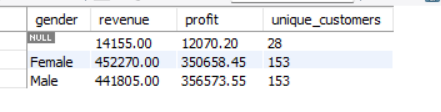 gender revenue profit unique_customers
NULL 14155.00 12070.20 28
Female 452270.00 350658.45 153
Male 441805.00 356573.55 153